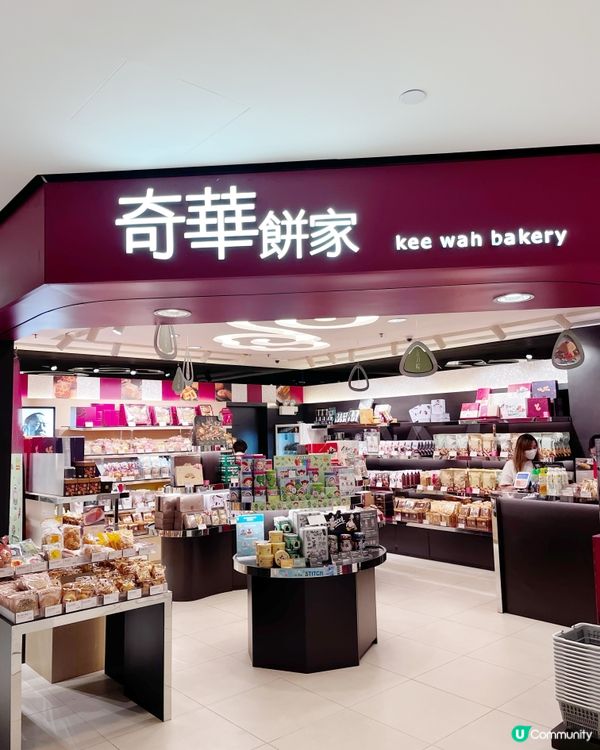 奇華餅家 kee wah bakery
STITCH
U Community